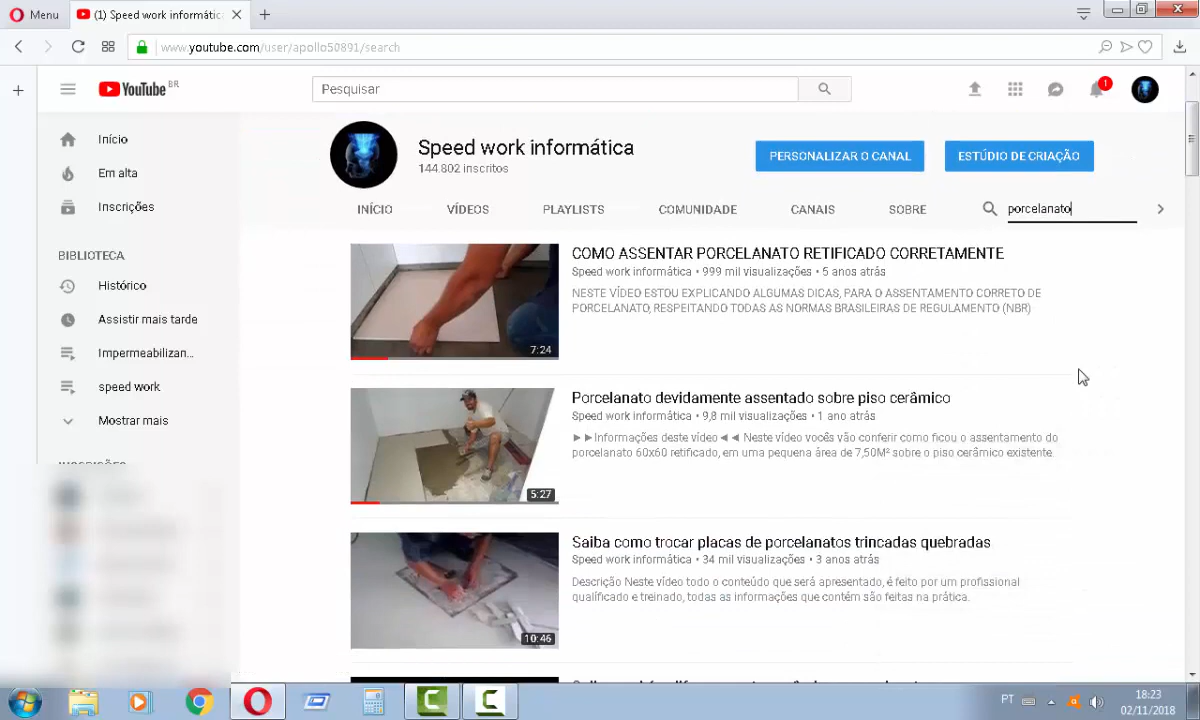 Menu
(1) Speed work informátic
www.youtube.com/user/apollo50891/search
YouTube BR
Pesquisar
1
Início
Em alta
Inscrições
BIBLIOTECA
Histórico
Assistir mais tarde
Impermeabilizan...
speed work
Mostrar mais
Speed work informática
144.802 inscritos
PERSONALIZAR O CANAL
ESTÚDIO DE CRIAÇÃO
INÍCIO VÍDEOS PLAYLISTS COMUNIDADE CANAIS SOBRE porcelanato
COMO ASSENTAR PORCELANATO RETIFICADO CORRETAMENTE
Speed work informática • 999 mil visualizações • 5 anos atrás
NESTE VÍDEO ESTOU EXPLICANDO ALGUMAS DICAS, PARA O ASSENTAMENTO CORRETO DE
PORCELANATO, RESPEITANDO TODAS AS NORMAS BRASILEIRAS DE REGULAMENTO (NBR)
7:24
Porcelanato devidamente assentado sobre piso cerâmico
Speed work informática • 9,8 mil visualizações • 1 ano atrás
►►Informações deste vídeo◄◄ Neste vídeo vocês vão conferir como ficou o assentamento do
porcelanato 60x60 retificado, em uma pequena área de 7,50M² sobre o piso cerâmico existente.
5:27
Saiba como trocar placas de porcelanatos trincadas quebradas
Speed work informática • 34 mil visualizações • 3 anos atrás
Descrição Neste vídeo todo o conteúdo que será apresentado, é feito por um profissional
qualificado e treinado, todas as informações que contém são feitas na prática.
10:46
PT
18:23
02/11/2018